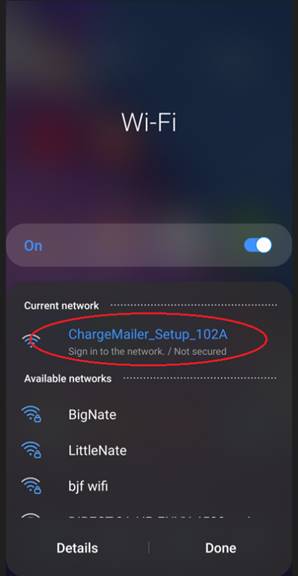 Wi-Fi
On
Current network
ChargeMailer_Setup_102A
Sign in to the network. / Not secured
Available networks
BigNate
LittleNate
bjf wifi
Details
Done